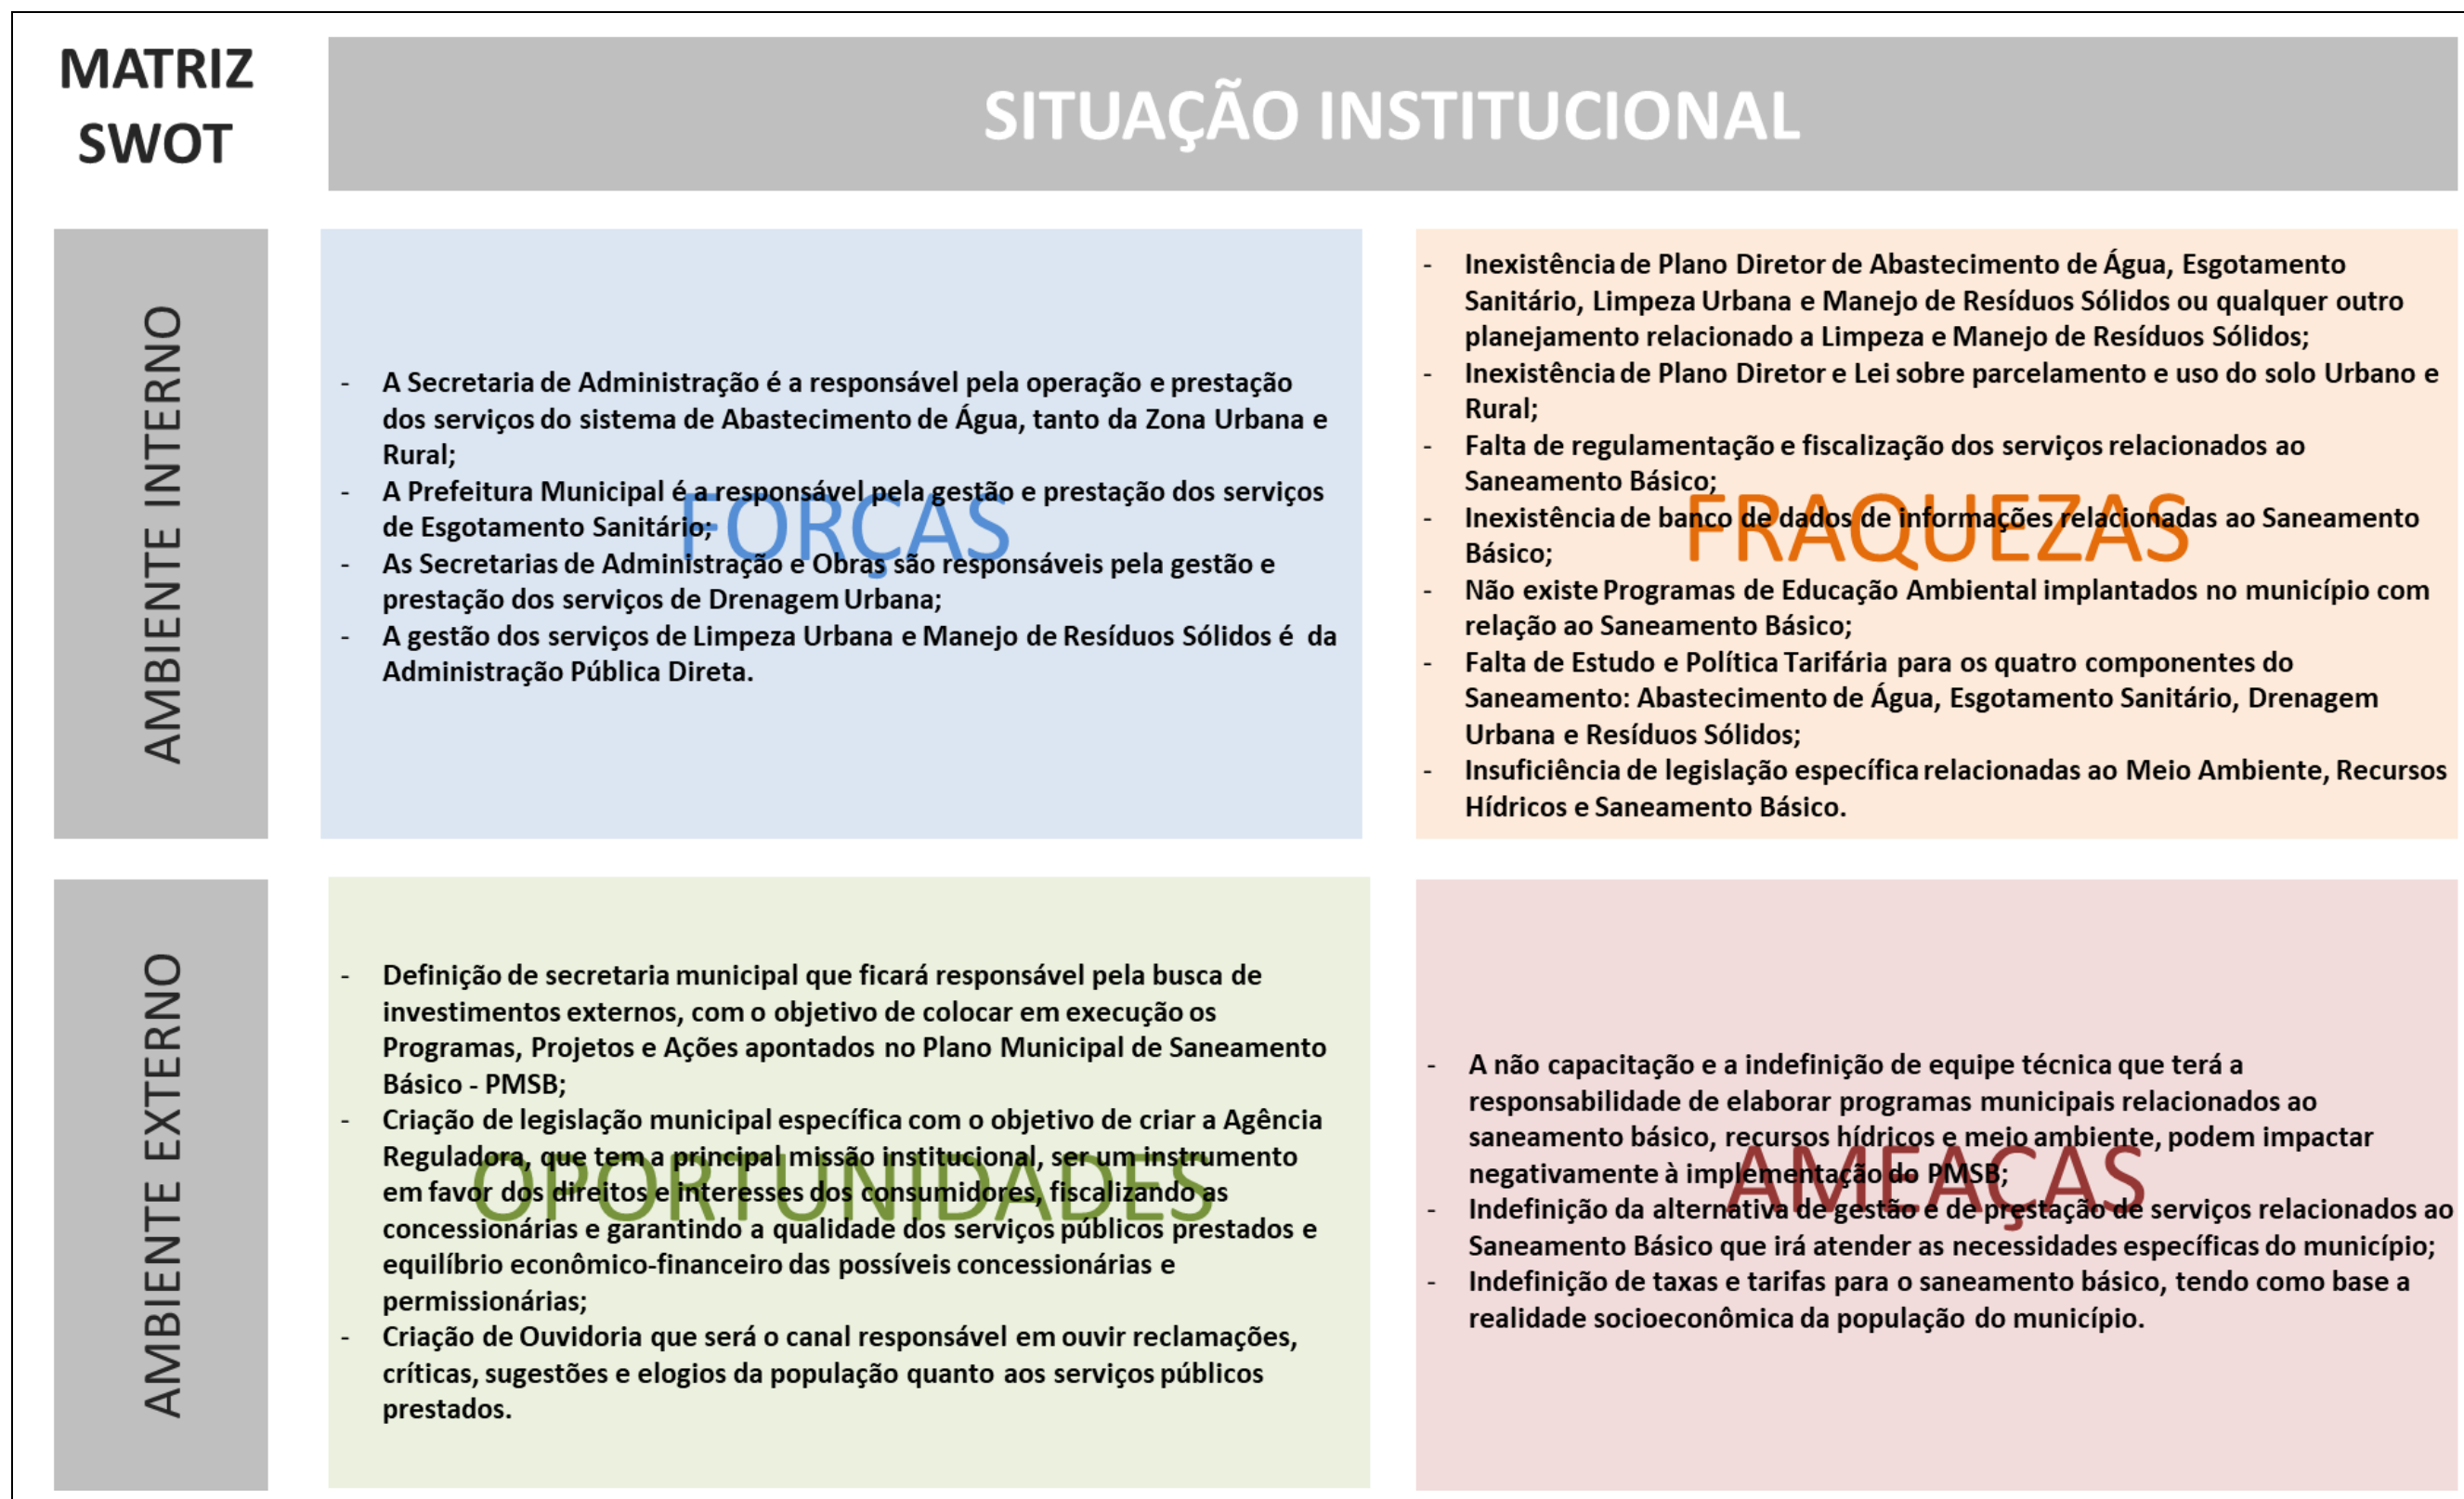 MATRIZ
SWOT
SITUAÇÃO INSTITUCIONAL
AMBIENTE INTERNO
FORÇAS
- A Secretaria de Administração é a responsável pela operação e prestação
dos serviços do sistema de Abastecimento de Água, tanto da Zona Urbana e
Rural;
- A Prefeitura Municipal é a responsável pela gestão e prestação dos serviços
de Esgotamento Sanitário;
- As Secretarias de Administração e Obras são responsáveis pela gestão e
prestação dos serviços de Drenagem Urbana;
- A gestão dos serviços de Limpeza Urbana e Manejo de Resíduos Sólidos é da
Administração Pública Direta.
FRAQUEZAS
- Inexistência de Plano Diretor de Abastecimento de Água, Esgotamento
Sanitário, Limpeza Urbana e Manejo de Resíduos Sólidos ou qualquer outro
planejamento relacionado a Limpeza e Manejo de Resíduos Sólidos;
- Inexistência de Plano Diretor e Lei sobre parcelamento e uso do solo Urbano e
Rural;
- Falta de regulamentação e fiscalização dos serviços relacionados ao
Saneamento Básico;
- Inexistência de banco de dados de informações relacionadas ao Saneamento
Básico;
- Não existe Programas de Educação Ambiental implantados no município com
relação ao Saneamento Básico;
- Falta de Estudo e Política Tarifária para os quatro componentes do
Saneamento: Abastecimento de Água, Esgotamento Sanitário, Drenagem
Urbana e Resíduos Sólidos;
- Insuficiência de legislação específica relacionadas ao Meio Ambiente, Recursos
Hídricos e Saneamento Básico.
AMBIENTE EXTERNO
OPORTUNIDADES
- Definição de secretaria municipal que ficará responsável pela busca de
investimentos externos, com o objetivo de colocar em execução os
Programas, Projetos e Ações apontados no Plano Municipal de Saneamento
Básico - PMSB;
- Criação de legislação municipal específica com o objetivo de criar a Agência
Reguladora, que tem a principal missão institucional, ser um instrumento
em favor dos direitos e interesses dos consumidores, fiscalizando as
concessionárias e garantindo a qualidade dos serviços públicos prestados e
equilíbrio econômico-financeiro das possíveis concessionárias e
permissionárias;
- Criação de Ouvidoria que será o canal responsável em ouvir reclamações,
críticas, sugestões e elogios da população quanto aos serviços públicos
prestados.
AMEAÇAS
- A não capacitação e a indefinição de equipe técnica que terá a
responsabilidade de elaborar programas municipais relacionados ao
saneamento básico, recursos hídricos e meio ambiente, podem impactar
negativamente à implementação do PMSB;
- Indefinição da alternativa de gestão e de prestação de serviços relacionados ao
Saneamento Básico que irá atender as necessidades específicas do município;
- Indefinição de taxas e tarifas para o saneamento básico, tendo como base a
realidade socioeconômica da população do município.